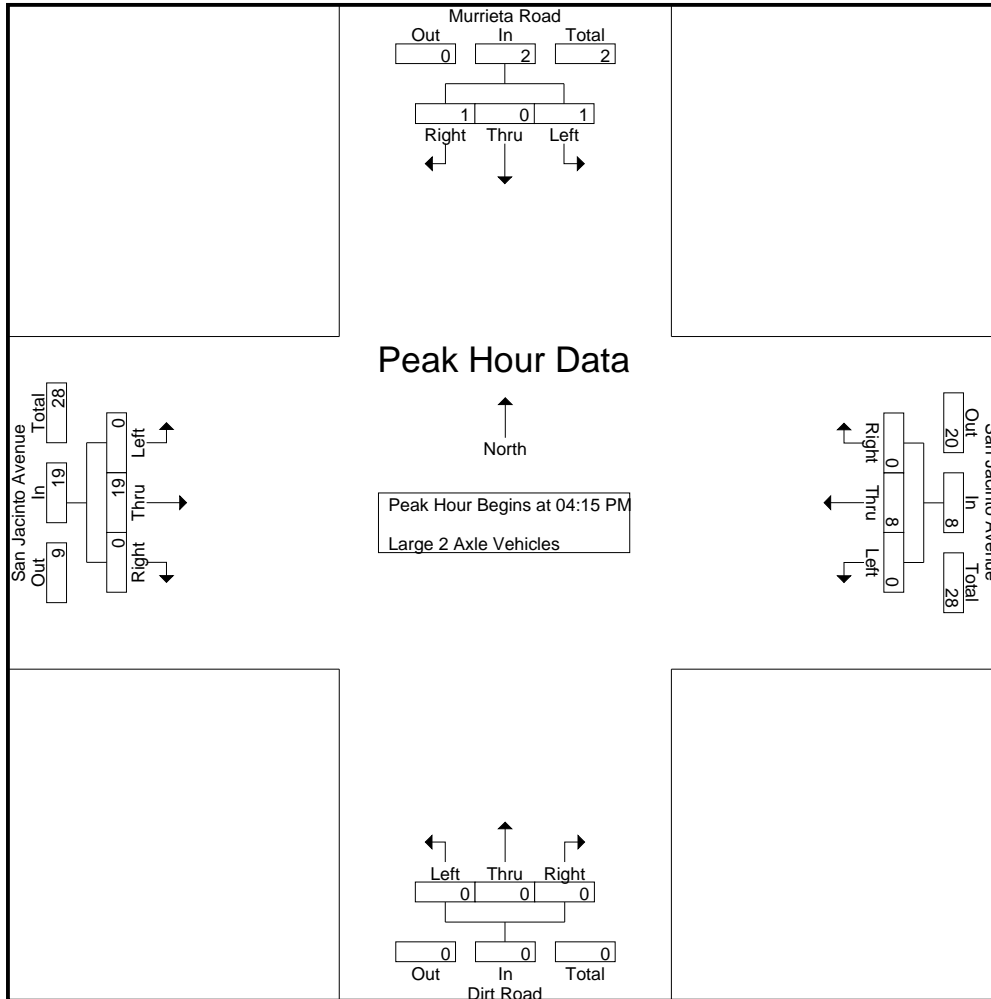 Murrieta Road
Out In Total
0 2 2
1 0 1
Right Thru Left
Peak Hour Data
North
Peak Hour Begins at 04:15 PM
Large 2 Axle Vehicles
San Jacinto Avenue
Total In Out
28 19 9
0 19 0
Left Thru Right
Right Thru Left
0 8 0
Out In Total
20 8 28
San Jacinto Avenue
Left Thru Right
0 0 0
0 0 0
Out In Total
Dirt Road